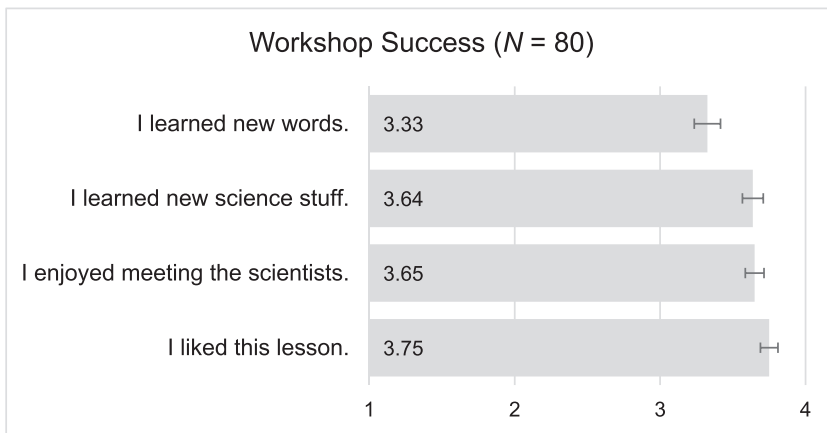 Workshop Success (N = 80)
I learned new words. 3.33
I learned new science stuff. 3.64
I enjoyed meeting the scientists. 3.65
I liked this lesson. 3.75
1 2 3 4